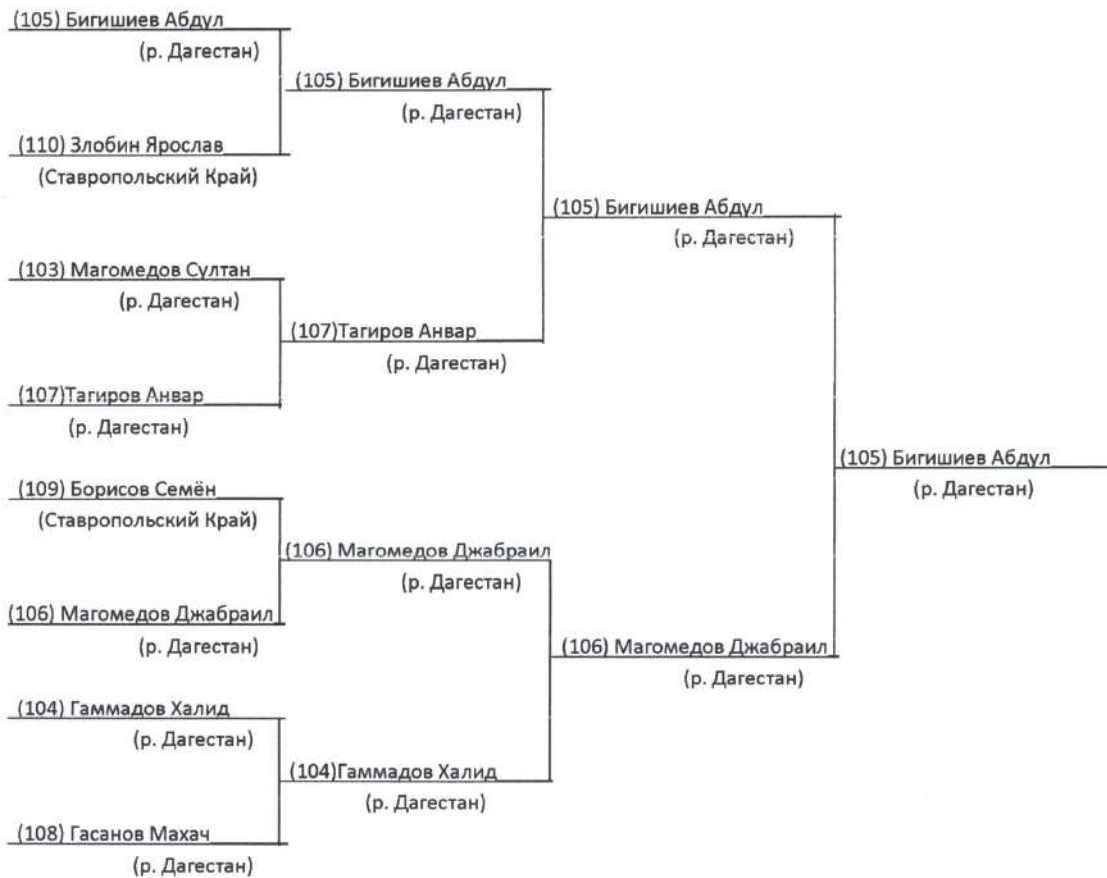 (105) Бигишиев Абдул
(р. Дагестан)
(105) Бигишиев Абдул
(р. Дагестан)
(110) Злобин Ярослав
(Ставропольский Край)
(105) Бигишиев Абдул
(р. Дагестан)
(103) Магомедов Султан
(р. Дагестан)
(107)Тагиров Анвар
(р. Дагестан)
(107)Тагиров Анвар
(р. Дагестан)
(105) Бигишиев Абдул
(р. Дагестан)
(109) Борисов Семён
(Ставропольский Край)
(106) Магомедов Джабраил
(р. Дагестан)
(106) Магомедов Джабраил
(р. Дагестан)
(106) Магомедов Джабраил
(р. Дагестан)
(104) Гаммадов Халид
(р. Дагестан)
(104)Гаммадов Халид
(р. Дагестан)
(108) Гасанов Махач
(р. Дагестан)